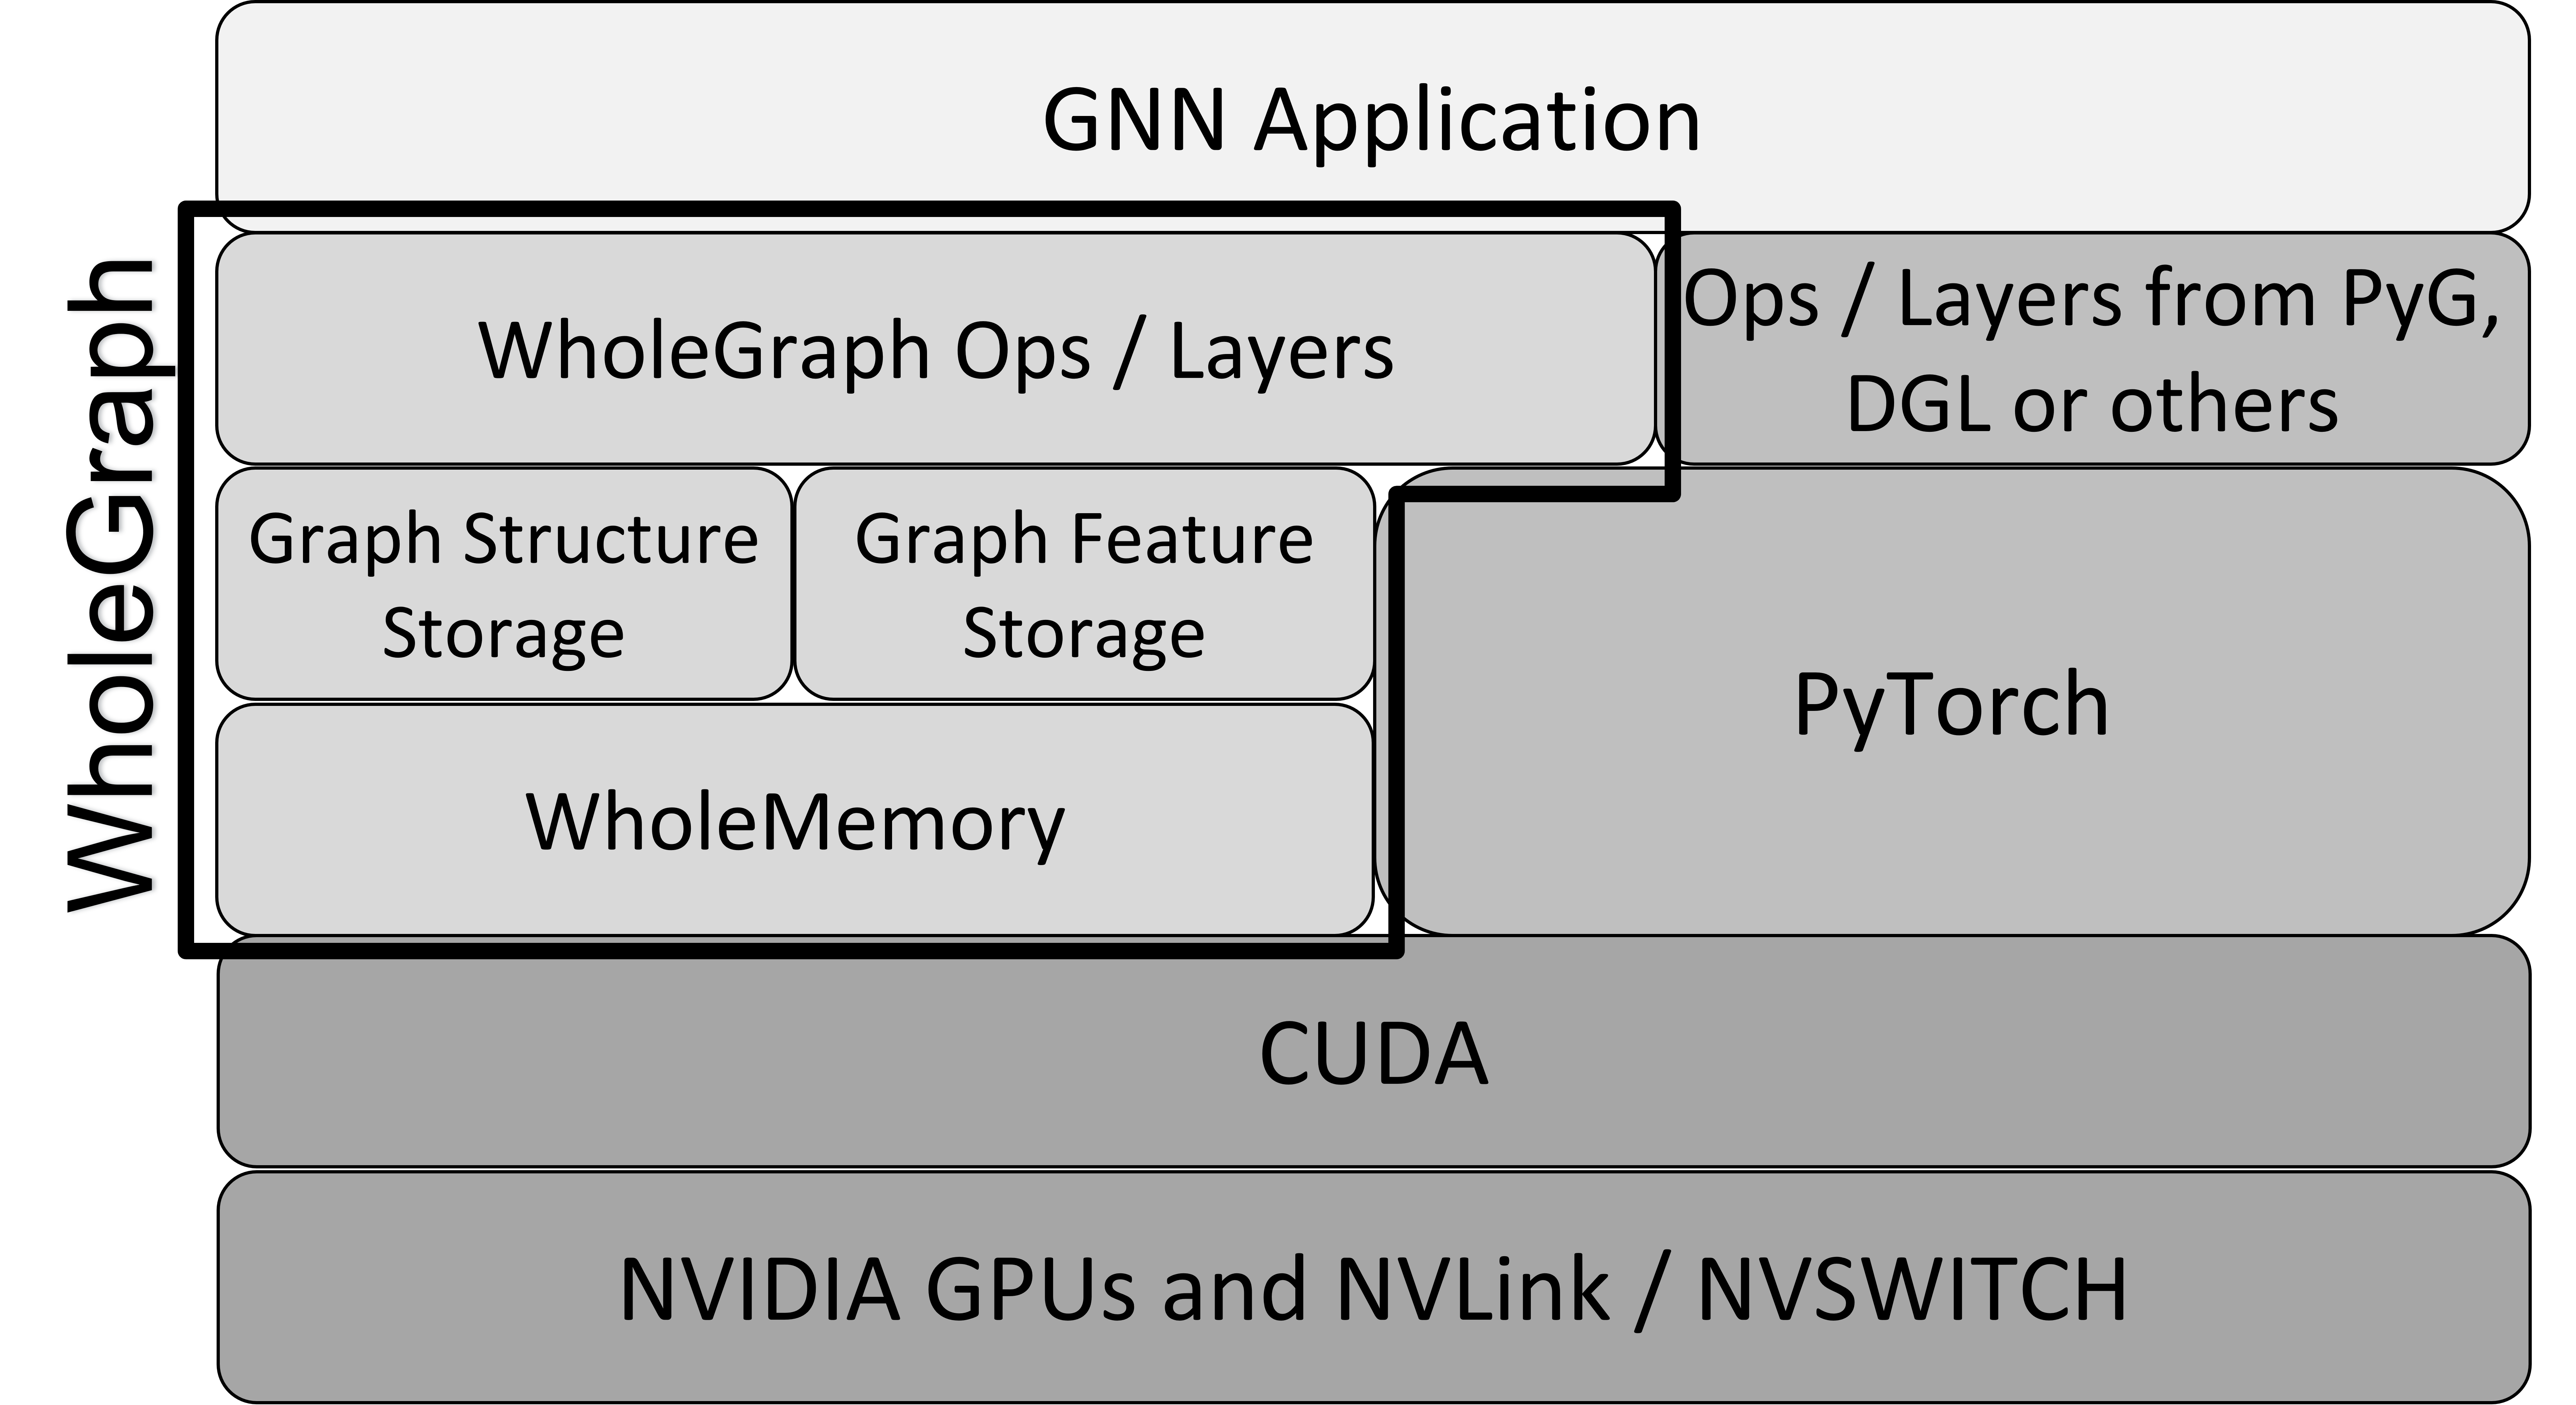 GNN Application
WholeGraph
WholeGraph Ops / Layers
Ops / Layers from PyG,
DGL or others
Graph Structure
Storage
Graph Feature
Storage
PyTorch
WholeMemory
CUDA
NVIDIA GPUs and NVLink / NVSWITCH